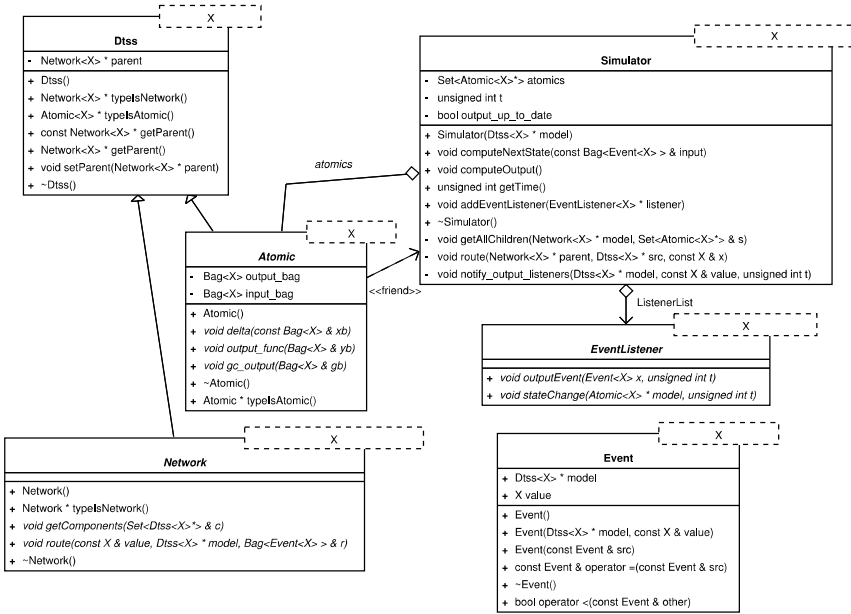 X
Dtss
- Network<X> * parent
+ Dtss()
+ Network<X> * typeIsNetwork()
+ Atomic<X> * typeIsAtomic()
+ const Network<X> * getParent()
+ Network<X> * getParent()
+ void setParent(Network<X> * parent)
+ ~Dtss()
X
Simulator
- Set<Atomic<X>*> atomics
- unsigned int t
- bool output_up_to_date
+ Simulator(Dtss<X> * model)
+ void computeNextState(const Bag<Event<X> > & input)
+ void computeOutput()
+ unsigned int getTime()
+ void addEventListener(EventListener<X> * listener)
+ ~Simulator()
- void getAllChildren(Network<X> * model, Set<Atomic<X>*> & s)
- void route(Network<X> * parent, Dtss<X> * src, const X & x)
- void notify_output_listeners(Dtss<X> * model, const X & value, unsigned int t)
atomics
X
Atomic
- Bag<X> output_bag
- Bag<X> input_bag
+ Atomic()
+ void delta(const Bag<X> & xb)
+ void output_func(Bag<X> & yb)
+ void gc_output(Bag<X> & gb)
+ ~Atomic()
+ Atomic * typeIsAtomic()
<<friend>>
ListenerList
X
EventListener
+ void outputEvent(Event<X> x, unsigned int t)
+ void stateChange(Atomic<X> * model, unsigned int t)
X
Network
+ Network()
+ Network * typeIsNetwork()
+ void getComponents(Set<Dtss<X>*> & c)
+ void route(const X & value, Dtss<X> * model, Bag<Event<X> > & r)
+ ~Network()
X
Event
+ Dtss<X> * model
+ X value
+ Event()
+ Event(Dtss<X> * model, const X & value)
+ Event(const Event & src)
+ const Event & operator =(const Event & src)
+ ~Event()
+ bool operator <(const Event & other)